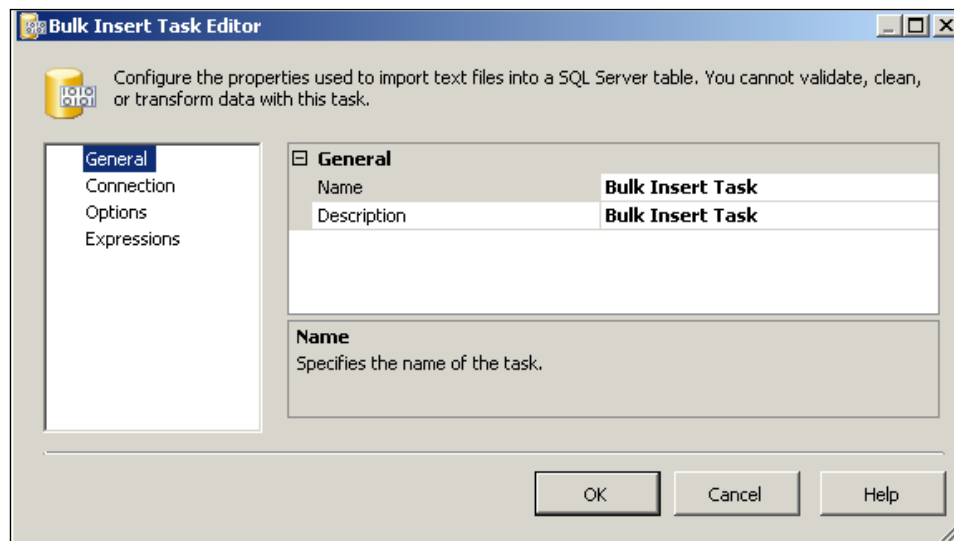 Bulk Insert Task Editor
Configure the properties used to import text files into a SQL Server table. You cannot validate, clean,
or transform data with this task.
General
Connection
Options
Expressions
General
Name Bulk Insert Task
Description Bulk Insert Task
Name
Specifies the name of the task.
OK Cancel Help